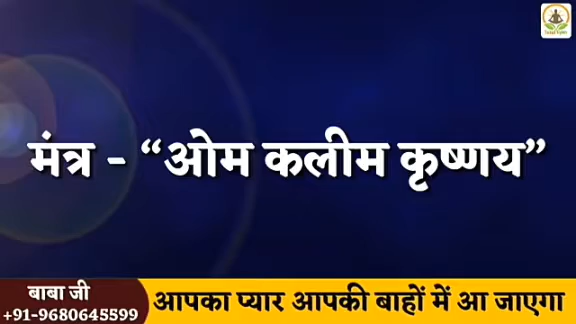 मंत्र - “ओम कलीम कृष्णय”
बाबा जी
+91-9680645599
आपका प्यार आपकी बाहों में आ जाएगा